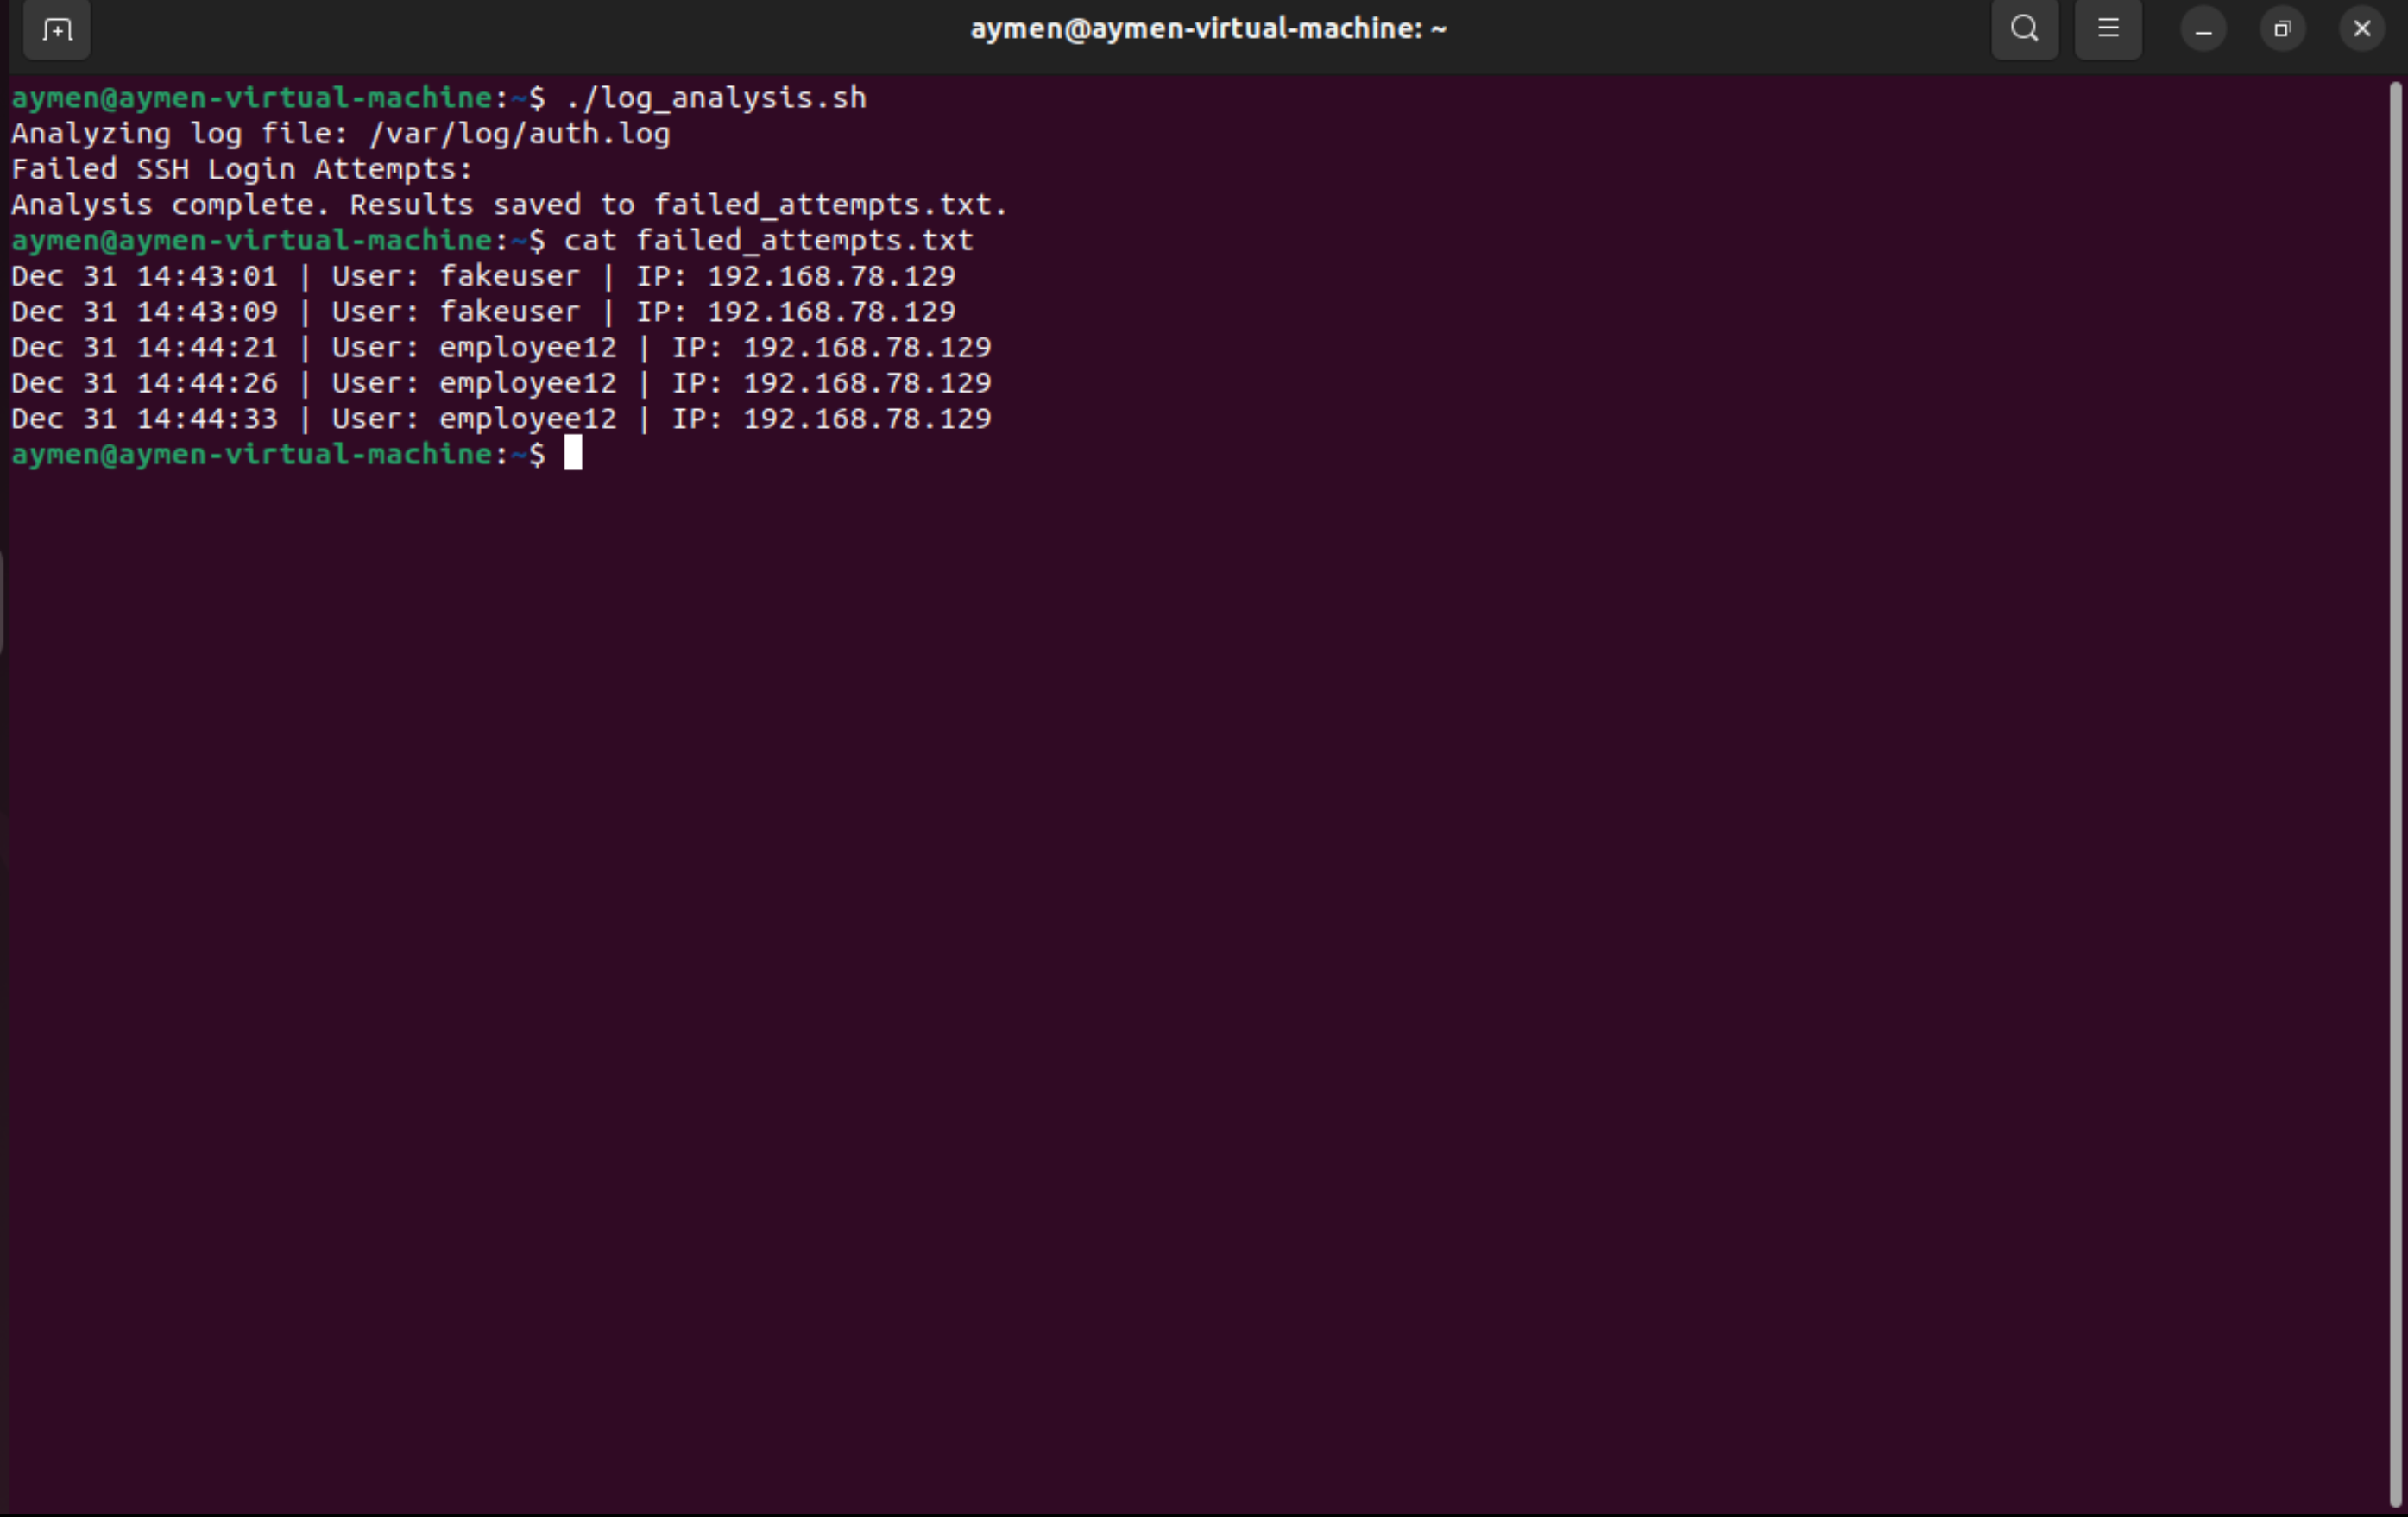 aymen@aymen-virtual-machine: ~
aymen@aymen-virtual-machine:~$ ./log_analysis.sh
Analyzing log file: /var/log/auth.log
Failed SSH Login Attempts:
Analysis complete. Results saved to failed_attempts.txt.
aymen@aymen-virtual-machine:~$ cat failed_attempts.txt
Dec 31 14:43:01 | User: fakeuser | IP: 192.168.78.129
Dec 31 14:43:09 | User: fakeuser | IP: 192.168.78.129
Dec 31 14:44:21 | User: employee12 | IP: 192.168.78.129
Dec 31 14:44:26 | User: employee12 | IP: 192.168.78.129
Dec 31 14:44:33 | User: employee12 | IP: 192.168.78.129
aymen@aymen-virtual-machine:~$